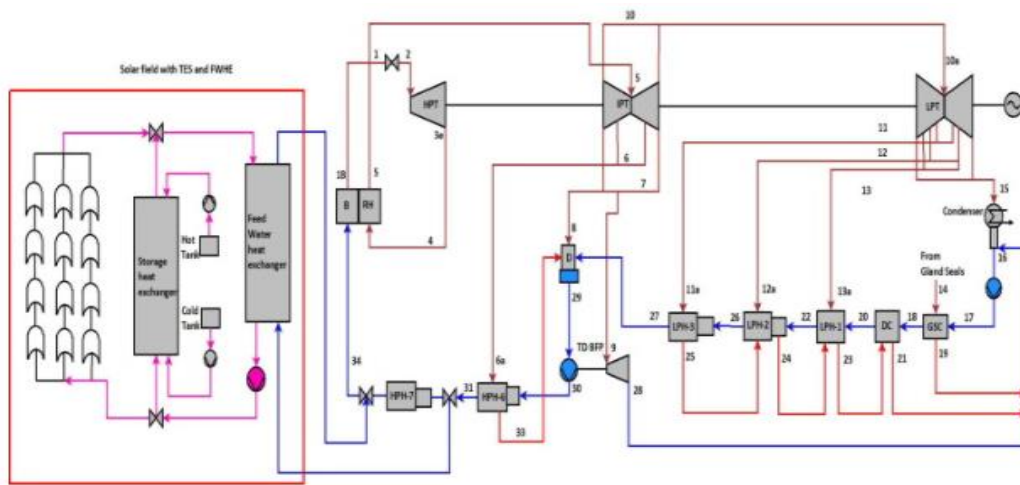 Solar field with TES and FWHE
10
1
2
5
10a
HPT
IPT
LPT
3e
11
6
12
1B
5
7
13
15
B
RH
8
Condenser
4
Hot
Tank
Feed
Water
heat
exchanger
D
16
Storage
heat
exchanger
From
Gland Seals
Cold
Tank
29
11a
12a
13a
14
27
26
22
20
18
17
TD BFP
9
LPH-3
LPH-2
LPH-1
DC
GSC
34
6a
25
24
23
21
19
31
30
28
HPH-7
HPH-6
33